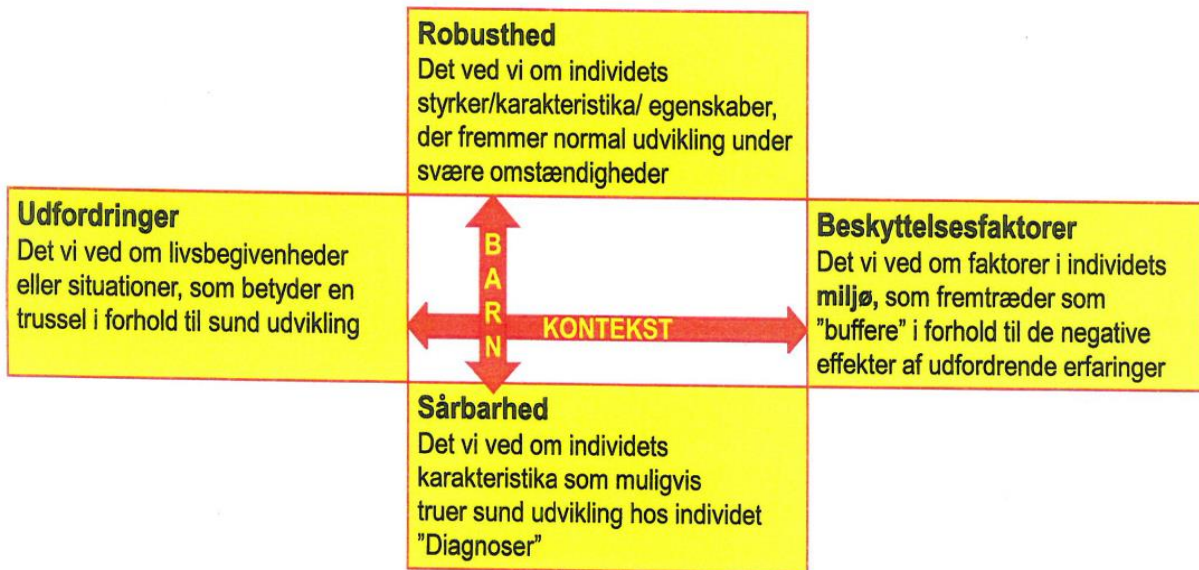 Robusthed
Det ved vi om individets
styrker/karakteristika/ egenskaber,
der fremmer normal udvikling under
svære omstændigheder
Udfordringer
Det vi ved om livsbegivenheder
eller situationer, som betyder en
trussel i forhold til sund udvikling
BARN
KONTEKST
Beskyttelsesfaktorer
Det vi ved om faktorer i individets
miljø, som fremtræder som
”buffere” i forhold til de negative
effekter af udfordrende erfaringer
Sårbarhed
Det vi ved om individets
karakteristika som muligvis
truer sund udvikling hos individet
”Diagnoser”